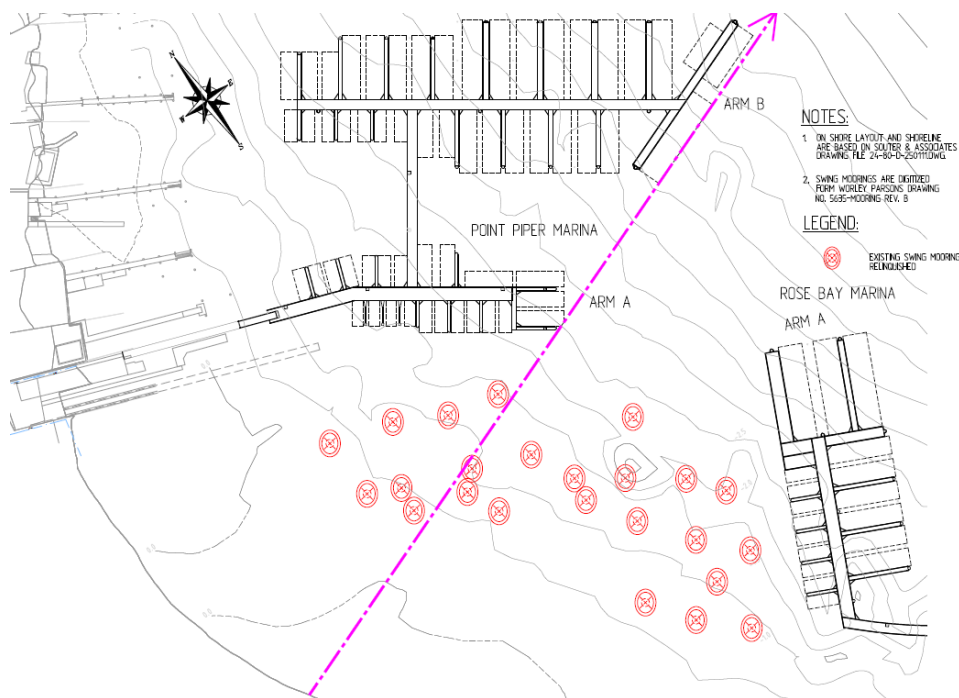 N
E
W
S
ARM B
NOTES:
1. ON SHORE LAYOUT AND SHORELINE
ARE BASED ON SOUTER & ASSOCIATES
DRAWING FILE 24-80-D-250111.DWG.
2. SWING MOORINGS ARE DIGITIZED
FORM WORLEY PARSONS DRAWING
NO. 5695-MOORING REV. B
LEGEND:
EXISTING SWING MOORING
RELINQUISHED
POINT PIPER MARINA
ARM A
ROSE BAY MARINA
ARM A